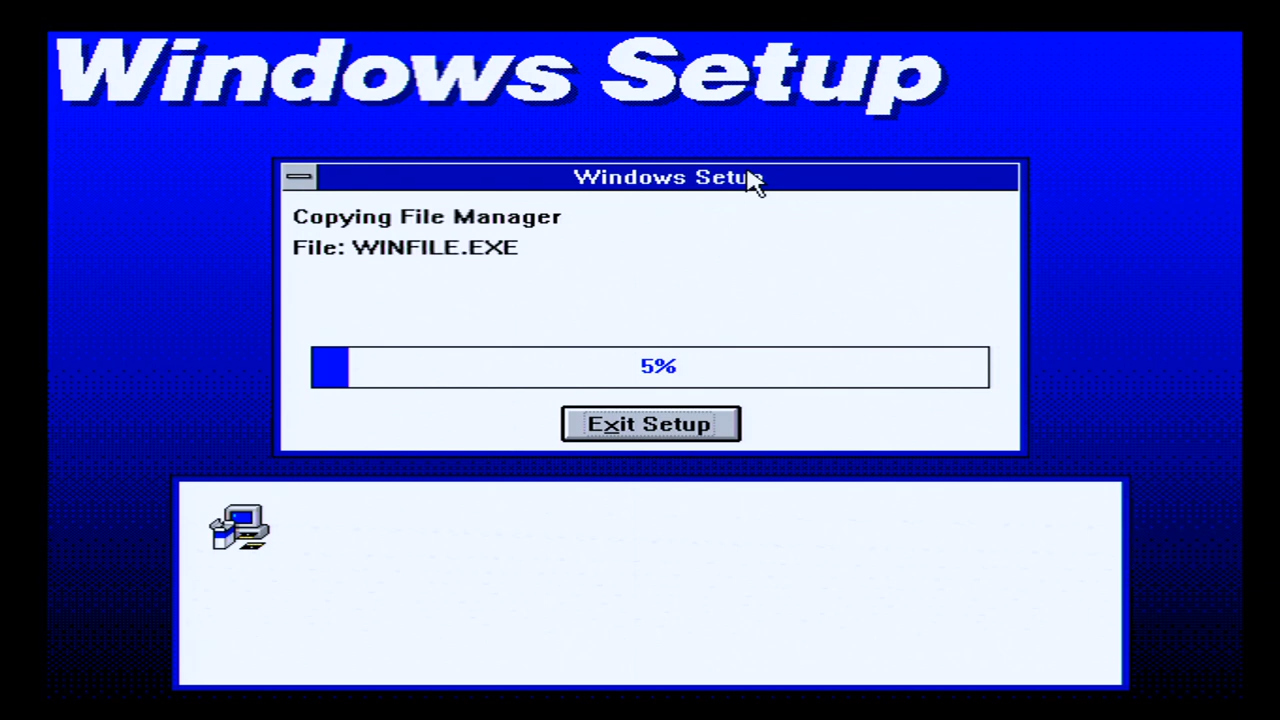 Windows Setup
Windows Setup
Copying File Manager
File: WINFILE.EXE
5%
Exit Setup